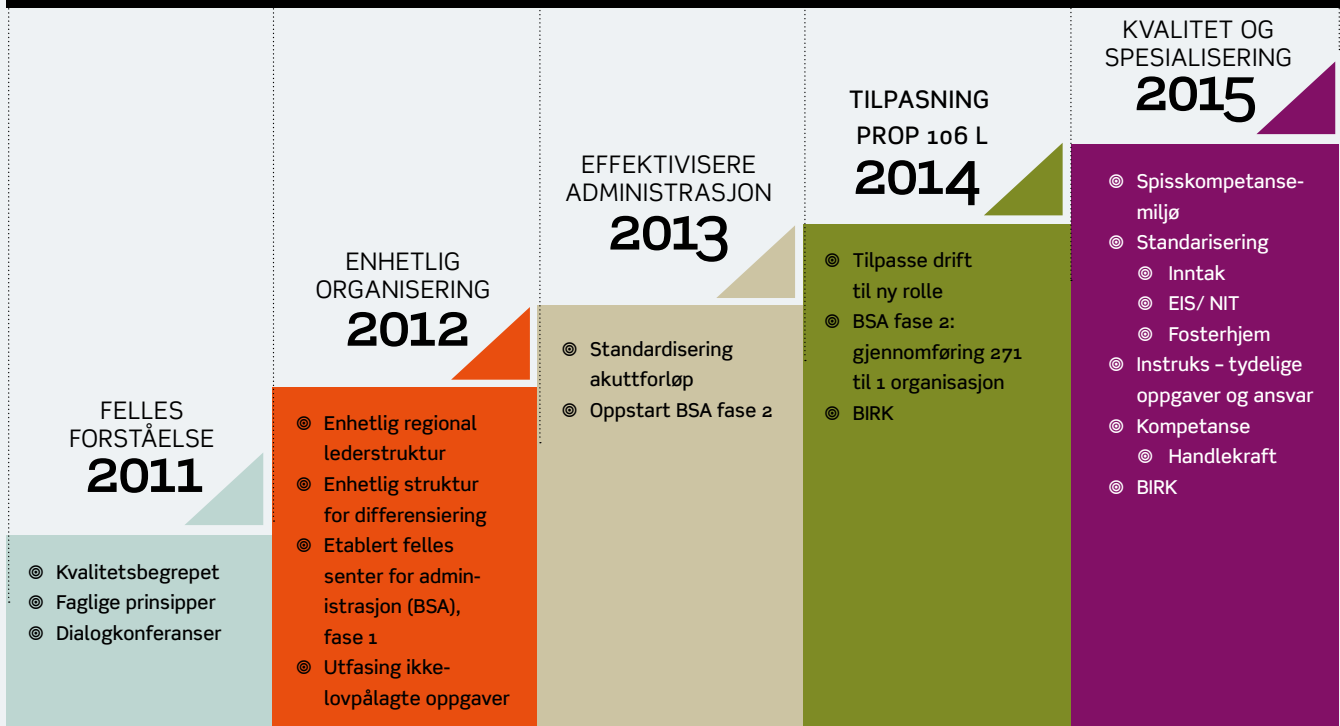 FELLES
FORSTÅELSE
2011
◎ Kvalitetsbegrepet
◎ Faglige prinsipper
◎ Dialogkonferanser
ENHETLIG
ORGANISERING
2012
◎ Enhetlig regional
lederstruktur
◎ Enhetlig struktur
for differensiering
◎ Etablert felles
senter for admin-
istrasjon (BSA),
fase 1
◎ Utfasing ikke-
lovpålagte oppgaver
EFFEKTIVISERE
ADMINISTRASJON
2013
◎ Standardisering
akuttforløp
◎ Oppstart BSA fase 2
TILPASNING
PROP 106 L
2014
◎ Tilpasse drift
til ny rolle
◎ BSA fase 2:
gjennomføring 271
til 1 organisasjon
◎ BIRK
KVALITET OG
SPESIALISERING
2015
◎ Spisskompetanse-
miljø
◎ Standarisering
◎ Inntak
◎ EIS/ NIT
◎ Fosterhjem
◎ Instruks – tydelige
oppgaver og ansvar
◎ Kompetanse
◎ Handlekraft
◎ BIRK